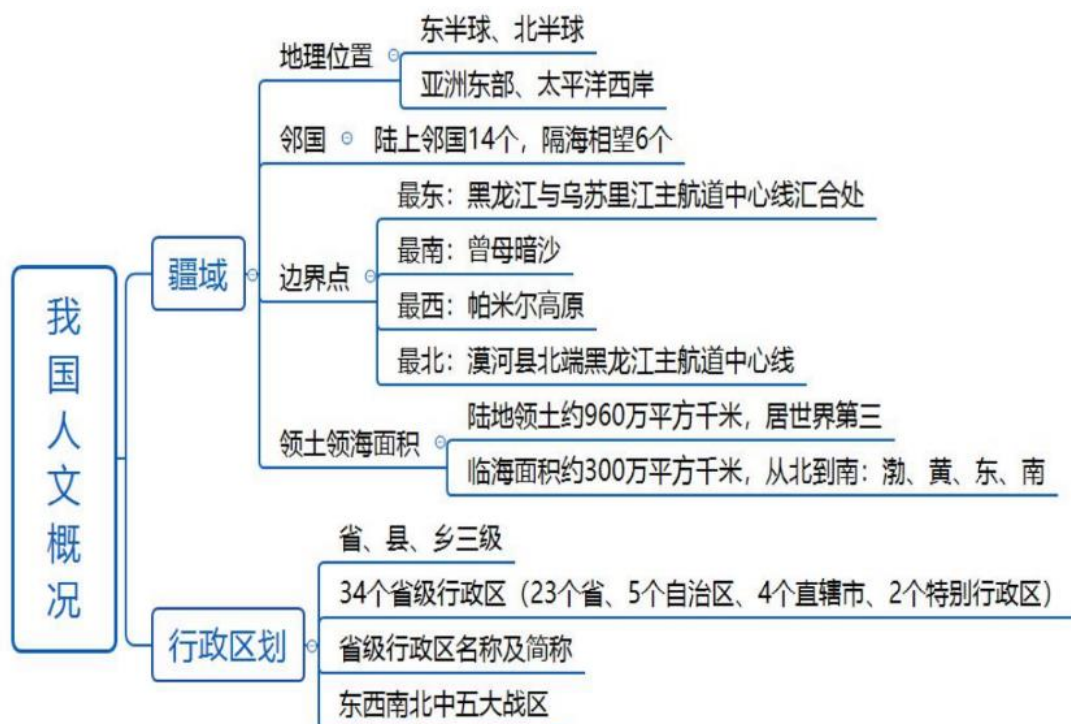 我国人文概况
疆域
地理位置
东半球、北半球
亚洲东部、太平洋西岸
邻国
陆上邻国14个，隔海相望6个
边界点
最东：黑龙江与乌苏里江主航道中心线汇合处
最南：曾母暗沙
最西：帕米尔高原
最北：漠河县北端黑龙江主航道中心线
领土领海面积
陆地领土约960万平方千米，居世界第三
临海面积约300万平方千米，从北到南：渤、黄、东、南
行政区划
省、县、乡三级
34个省级行政区（23个省、5个自治区、4个直辖市、2个特别行政区）
省级行政区名称及简称
东西南北中五大战区